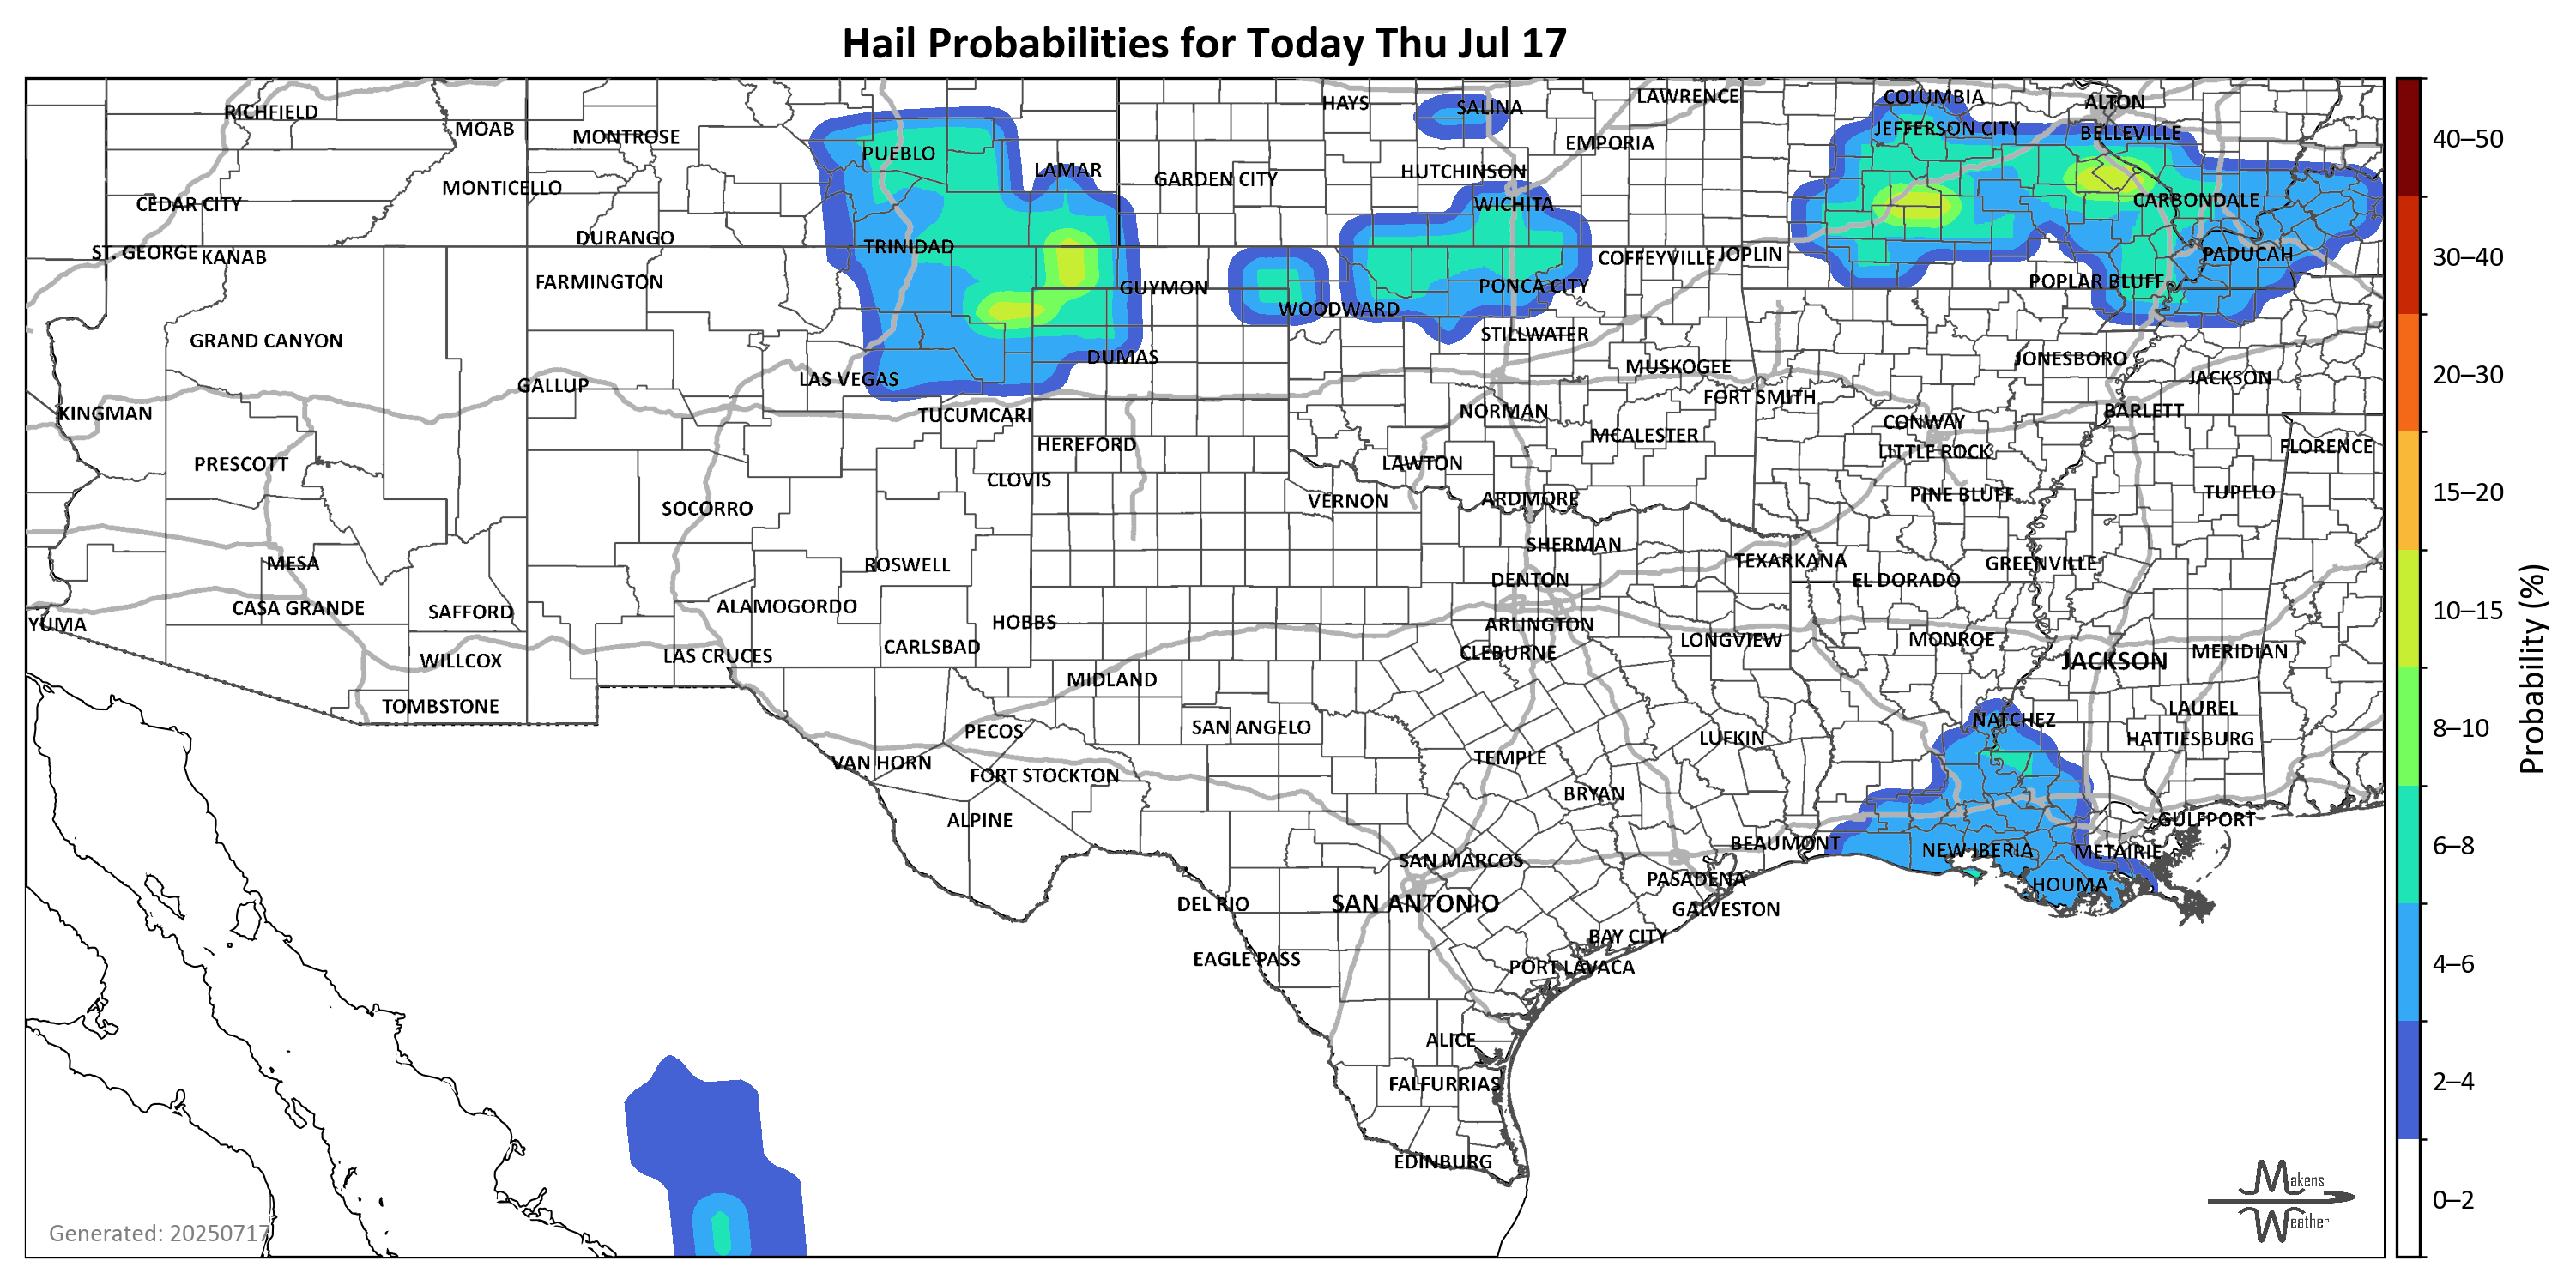 Hail Probabilities for Today Thu Jul 17
RICHFIELD
MOAB
MONTROSE
PUEBLO
LAMAR
HAYS
SALINA
LAWRENCE
COLUMBIA
ALTON
EMPORIA
JEFFERSON CITY
BELLEVILLE
CEDAR CITY
MONTICELLO
GARDEN CITY
HUTCHINSON
WICHITA
CARBONDALE
ST. GEORGE
KANAB
DURANGO
TRINIDAD
COFFEYVILLE
JOPLIN
PADUCAH
FARMINGTON
GUYMON
WOODWARD
PONCA CITY
POPLAR BLUFF
GRAND CANYON
STILLWATER
DUMAS
MUSKOGEE
JONESBORO
GALLUP
LAS VEGAS
JACKSON
KINGMAN
TUCUMCARI
NORMAN
FORT SMITH
BARLETT
CONWAY
HEREFORD
MCALESTER
LITTLE ROCK
FLORENCE
PRESCOTT
CLOVIS
LAWTON
SOCORRO
VERNON
ARDMORE
PINE BLUFF
TUPELO
MESA
ROSWELL
SHERMAN
TEXARKANA
GREENVILLE
CASA GRANDE
SAFFORD
ALAMOGORDO
DENTON
EL DORADO
YUMA
HOBBS
ARLINGTON
WILLCOX
LAS CRUCES
CARLSBAD
CLEBURNE
LONGVIEW
MONROE
JACKSON
MERIDIAN
TOMBSTONE
MIDLAND
PECOS
SAN ANGELO
NATCHEZ
LAUREL
VAN HORN
FORT STOCKTON
TEMPLE
LUFKIN
HATTIESBURG
ALPINE
BRYAN
GULFPORT
SAN MARCOS
BEAUMONT
NEW IBERIA
METAIRIE
DEL RIO
SAN ANTONIO
PASADENA
GALVESTON
HOUMA
EAGLE PASS
BAY CITY
PORT LAVACA
ALICE
FALFURRIAS
EDINBURG
Generated: 20250717
Makens
Weather
40–50
30–40
20–30
15–20
10–15
8–10
6–8
4–6
2–4
0–2
Probability (%)